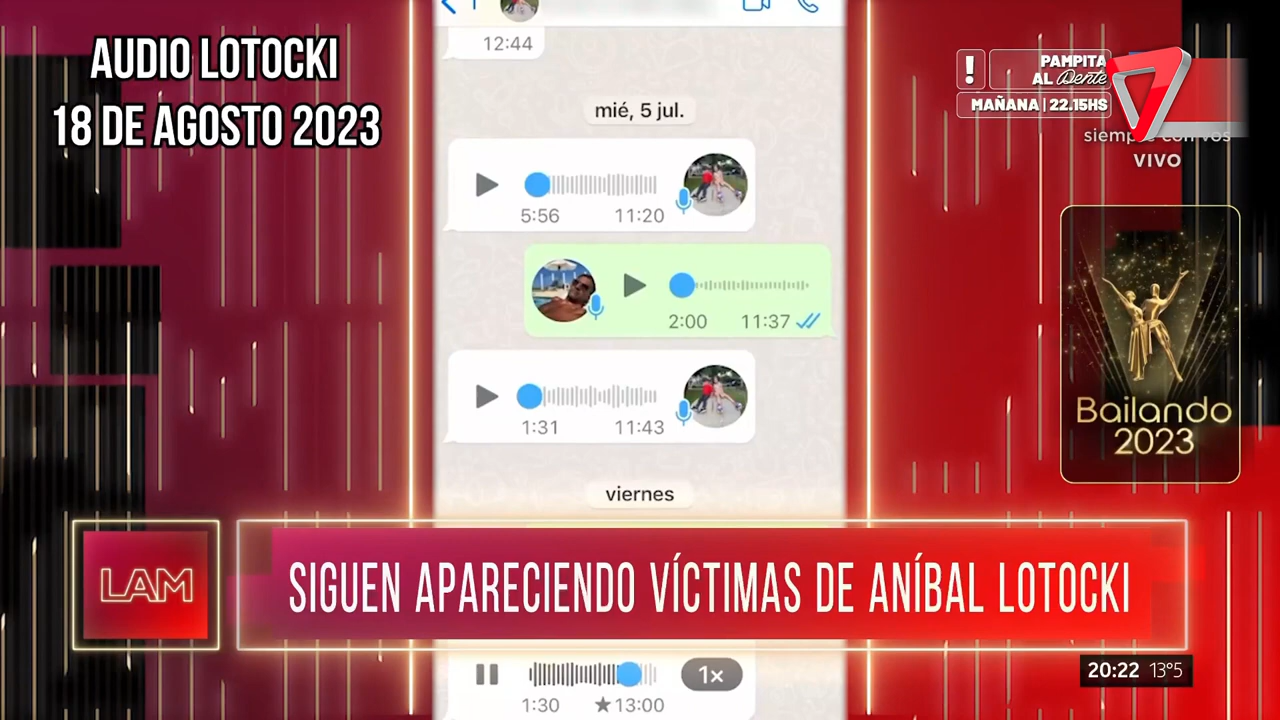 AUDIO LOTOCKI
18 DE AGOSTO 2023
12:44
mié, 5 jul.
5:56 11:20
2:00 11:37
1:31 11:43
viernes
!
PAMPITA
AL Dente
MAÑANA | 22.15HS
siempre con vos
VIVO
Bailando
2023
LAM
SIGUEN APARECIENDO VÍCTIMAS DE ANÍBAL LOTOCKI
1x
1:30 ★13:00
20:22 13°5